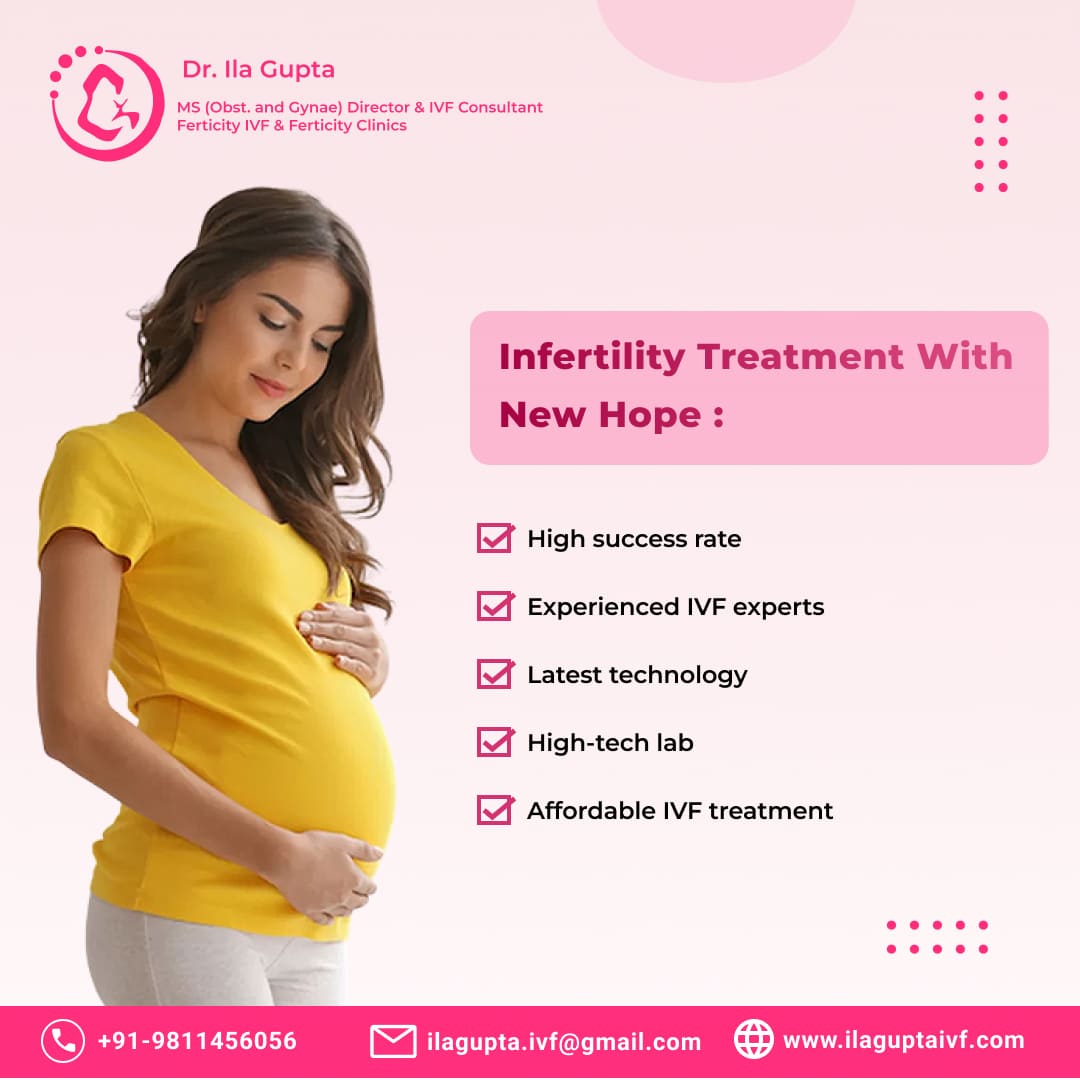 Dr. Ila Gupta
MS (Obst. and Gynae) Director & IVF Consultant
Ferticity IVF & Ferticity Clinics
Infertility Treatment With
New Hope :
High success rate
Experienced IVF experts
Latest technology
High-tech lab
Affordable IVF treatment
+91-9811456056
ilagupta.ivf@gmail.com
www.ilaguptaivf.com